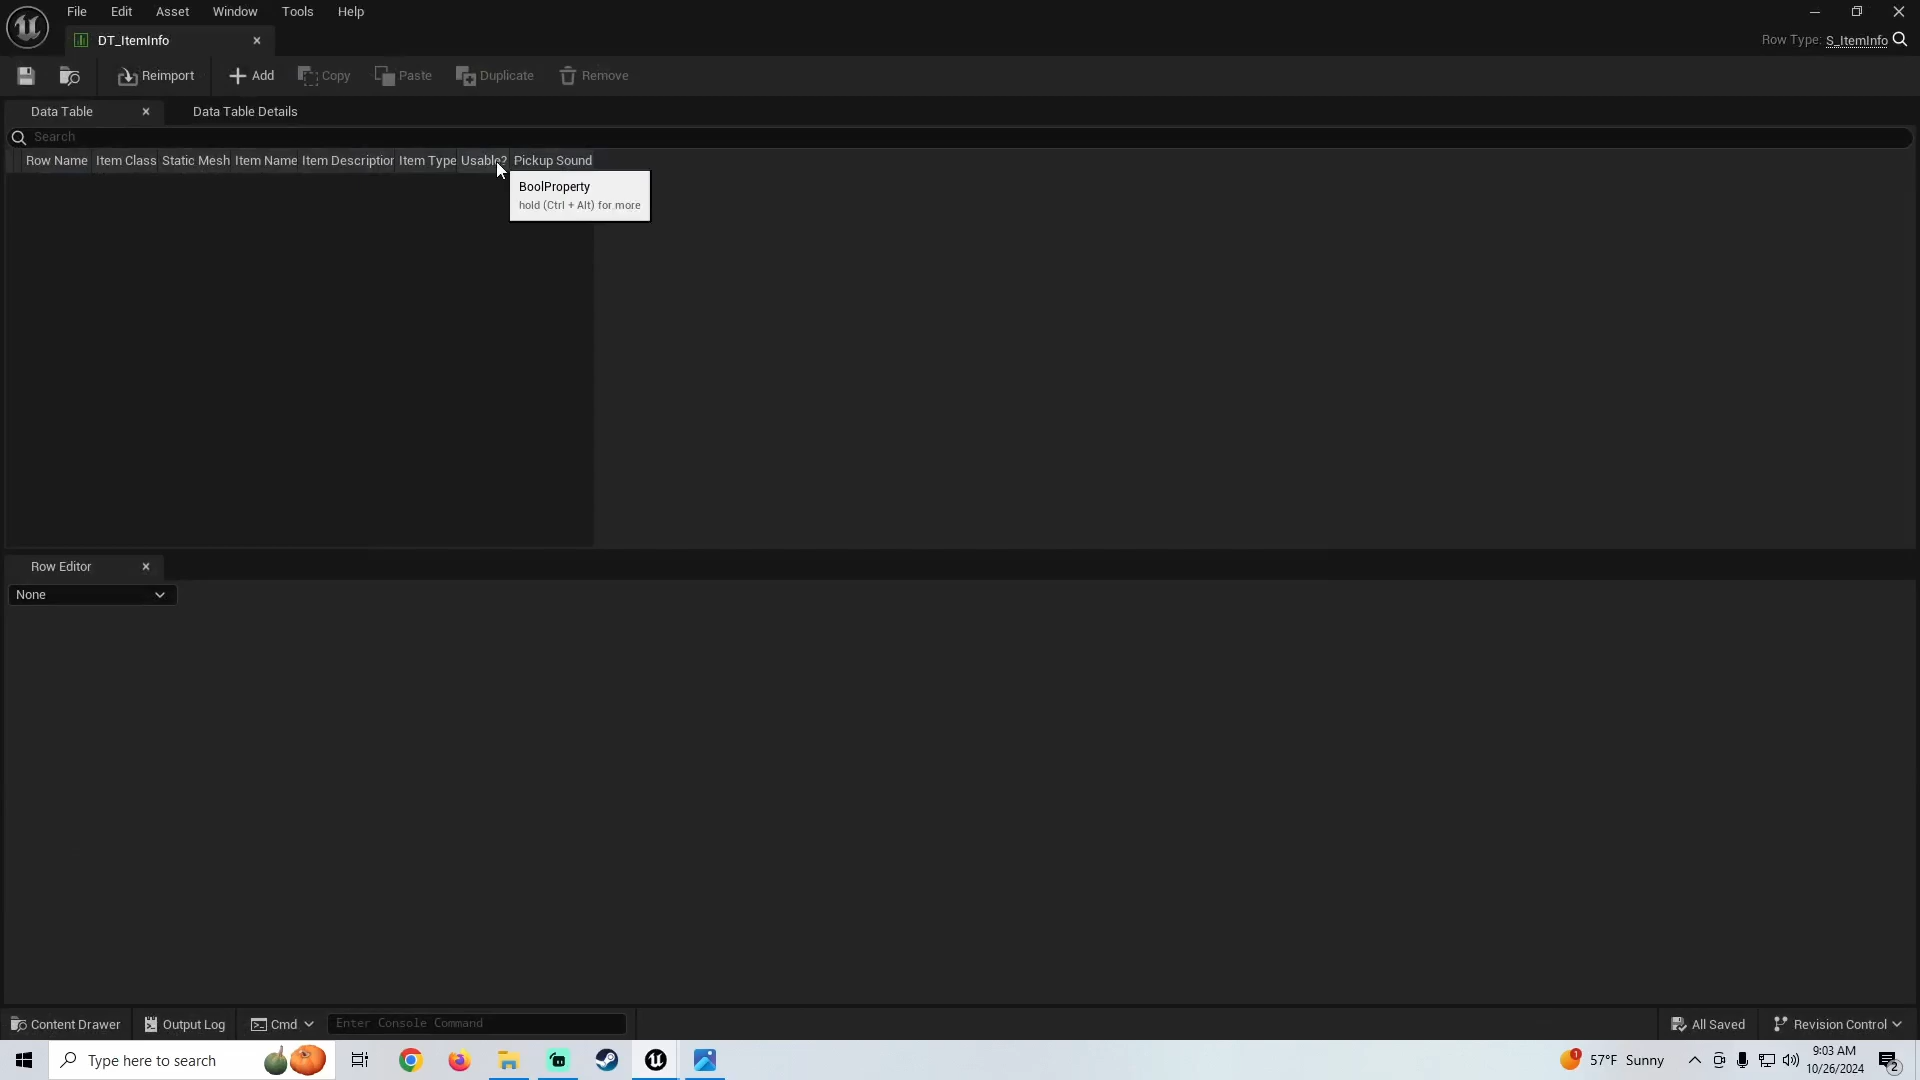 File Edit Asset Window Tools Help
DT_ItemInfo
Row Type: S_ItemInfo
Reimport Add Copy Paste Duplicate Remove
Data Table Data Table Details
Search
Row Name Item Class Static Mesh Item Name Item Description Item Type Usable? Pickup Sound
BoolProperty
hold (Ctrl + Alt) for more
Row Editor
None
Content Drawer Output Log Cmd Enter Console Command All Saved Revision Control
Type here to search
1
57°F Sunny
9:03 AM
10/26/2024
2